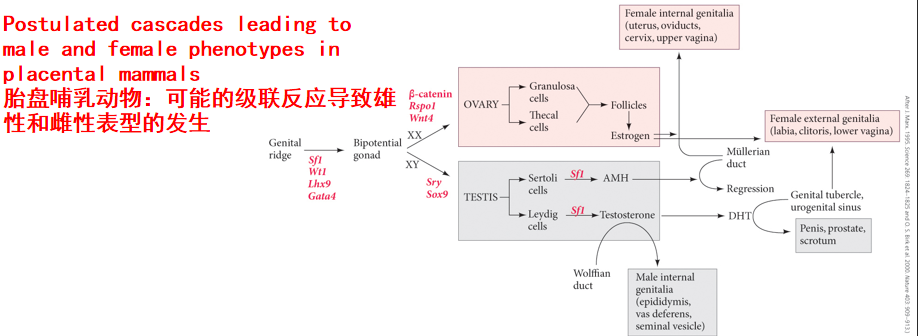 Postulated cascades leading to
male and female phenotypes in
placental mammals
胎盘哺乳动物：可能的级联反应导致雄
性和雌性表型的发生
Genital
ridge
Sf1
Wt1
Lhx9
Gata4
Bipotential
gonad
β-catenin
Rspo1
Wnt4
XX
XY
Sry
Sox9
OVARY
Granulosa
cells
Thecal
cells
Follicles
Estrogen
Female internal genitalia
(uterus, oviducts,
cervix, upper vagina)
Female external genitalia
(labia, clitoris, lower vagina)
Müllerian
duct
Regression
TESTIS
Sertoli
cells
Sf1
AMH
Leydig
cells
Sf1
Testosterone
DHT
Genital tubercle,
urogenital sinus
Penis, prostate,
scrotum
Wolffian
duct
Male internal
genitalia
(epididymis,
vas deferens,
seminal vesicle)
After J. Marx. 1995. Science 269: 1824–1825 and O. S. Birk et al. 2000. Nature 403: 909–913